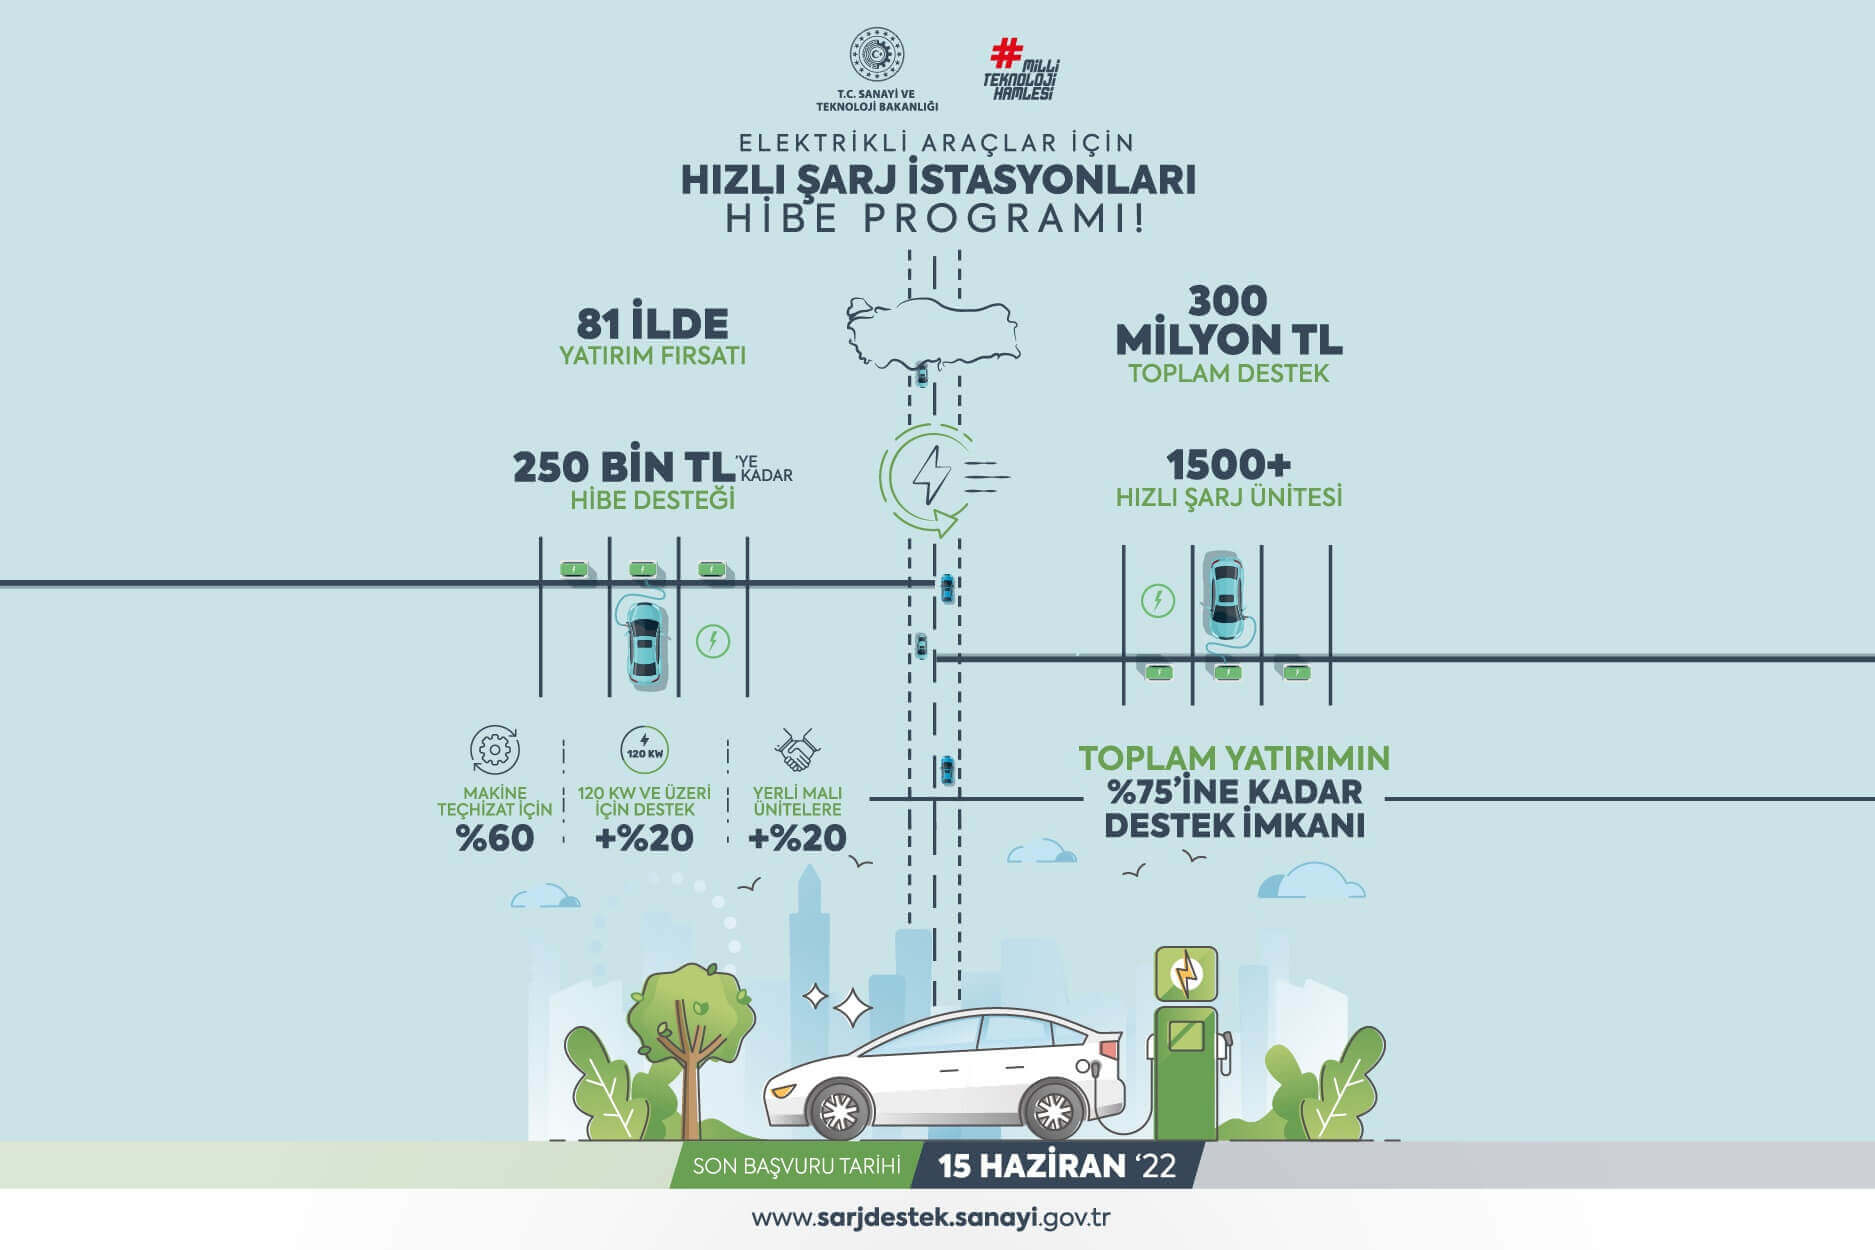 T.C. SANAYİ VE
TEKNOLOJİ BAKANLIĞI
#MİLLİ
TEKNOLOJİ
HAMLESİ
ELEKTRİKLİ ARAÇLAR İÇİN
HIZLI ŞARJ İSTASYONLARI
HİBE PROGRAMI!
81 İLDE
YATIRIM FIRSATI
300
MİLYON TL
TOPLAM DESTEK
250 BİN TL'YE KADAR
HİBE DESTEĞİ
1500+
HIZLI ŞARJ ÜNİTESİ
MAKİNE
TEÇHİZAT İÇİN
%60
120 KW
120 KW VE ÜZERİ
İÇİN DESTEK
+%20
YERLİ MALI
ÜNİTELERE
+%20
TOPLAM YATIRIMIN
%75'İNE KADAR
DESTEK İMKANI
SON BAŞVURU TARİHİ 15 HAZİRAN '22
www.sarjdestek.sanayi.gov.tr